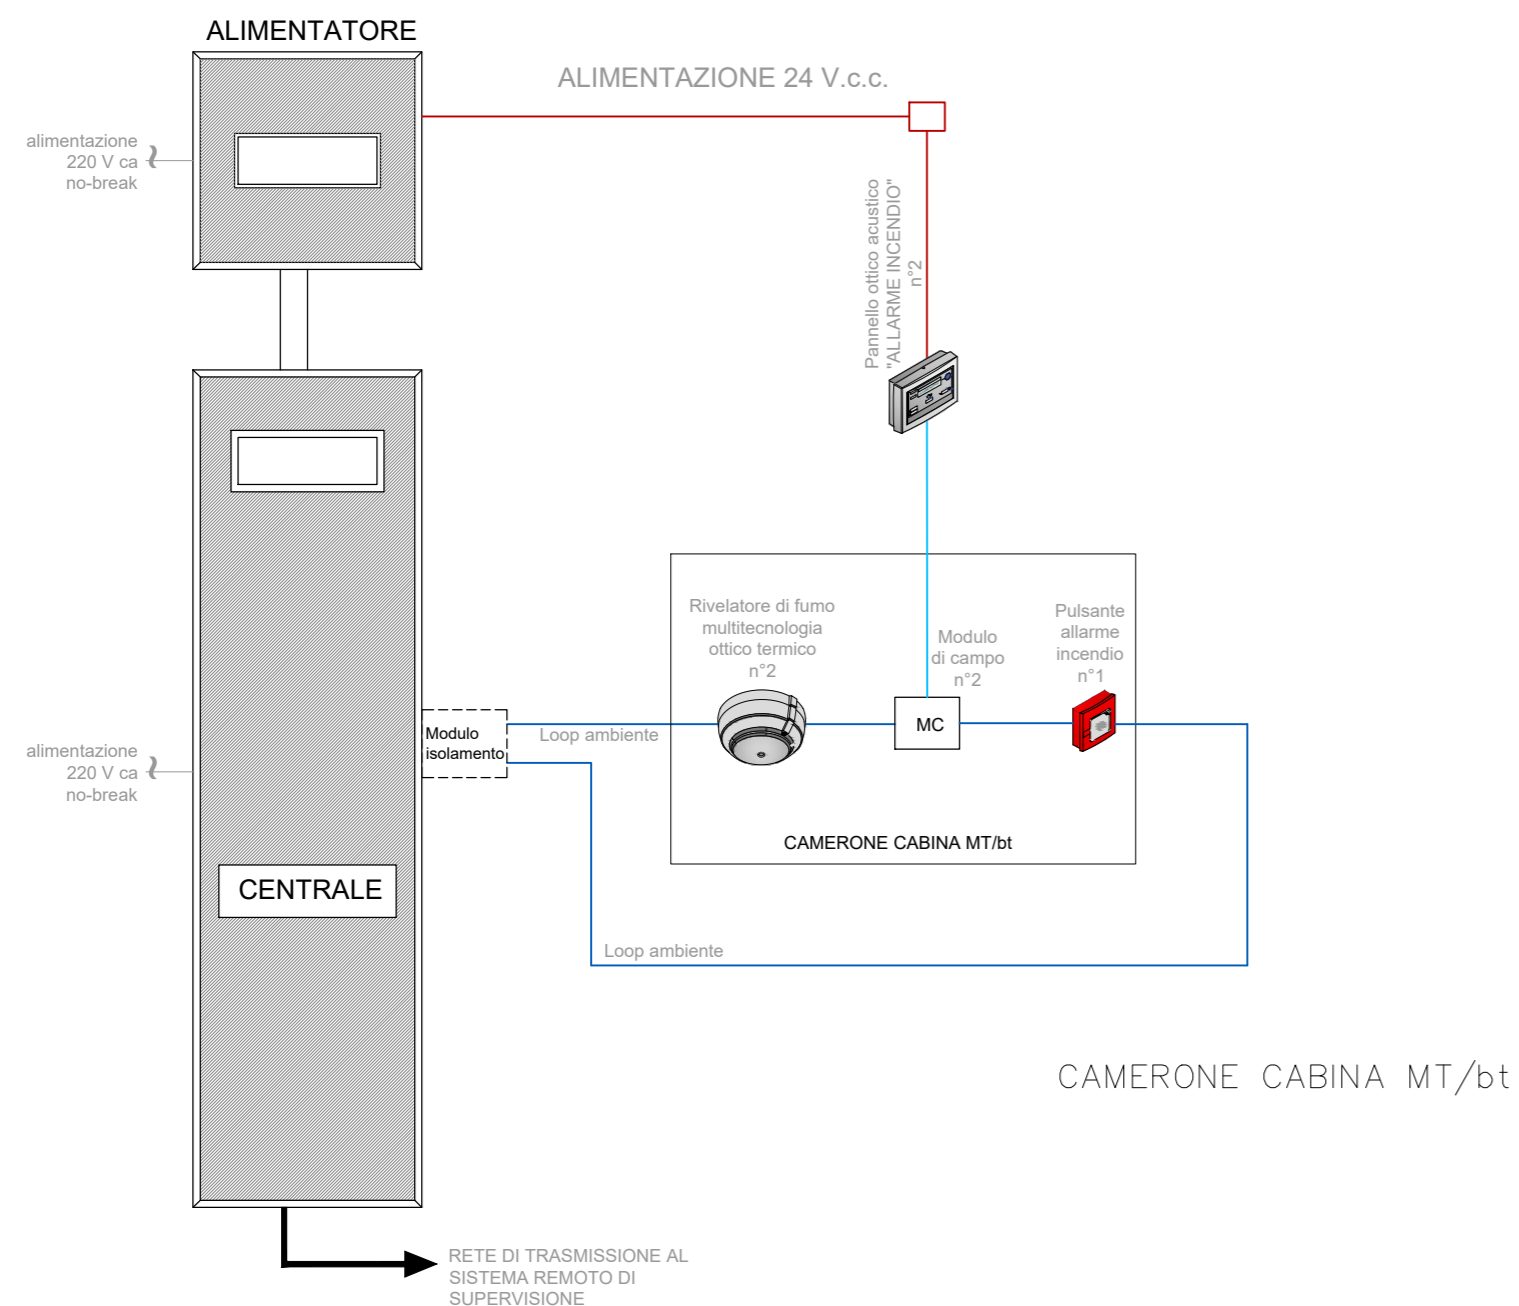 ALIMENTATORE
ALIMENTAZIONE 24 V.c.c.
alimentazione
220 V ca
no-break
Pannello ottico acustico
"ALLARME INCENDIO"
n°2
Rivelatore di fumo
multitecnologia
ottico termico
n°2
Modulo
di campo
n°2
Pulsante
allarme
incendio
n°1
MC
Modulo
isolamento
Loop ambiente
alimentazione
220 V ca
no-break
CAMERONE CABINA MT/bt
CENTRALE
Loop ambiente
CAMERONE CABINA MT/bt
RETE DI TRASMISSIONE AL
SISTEMA REMOTO DI
SUPERVISIONE